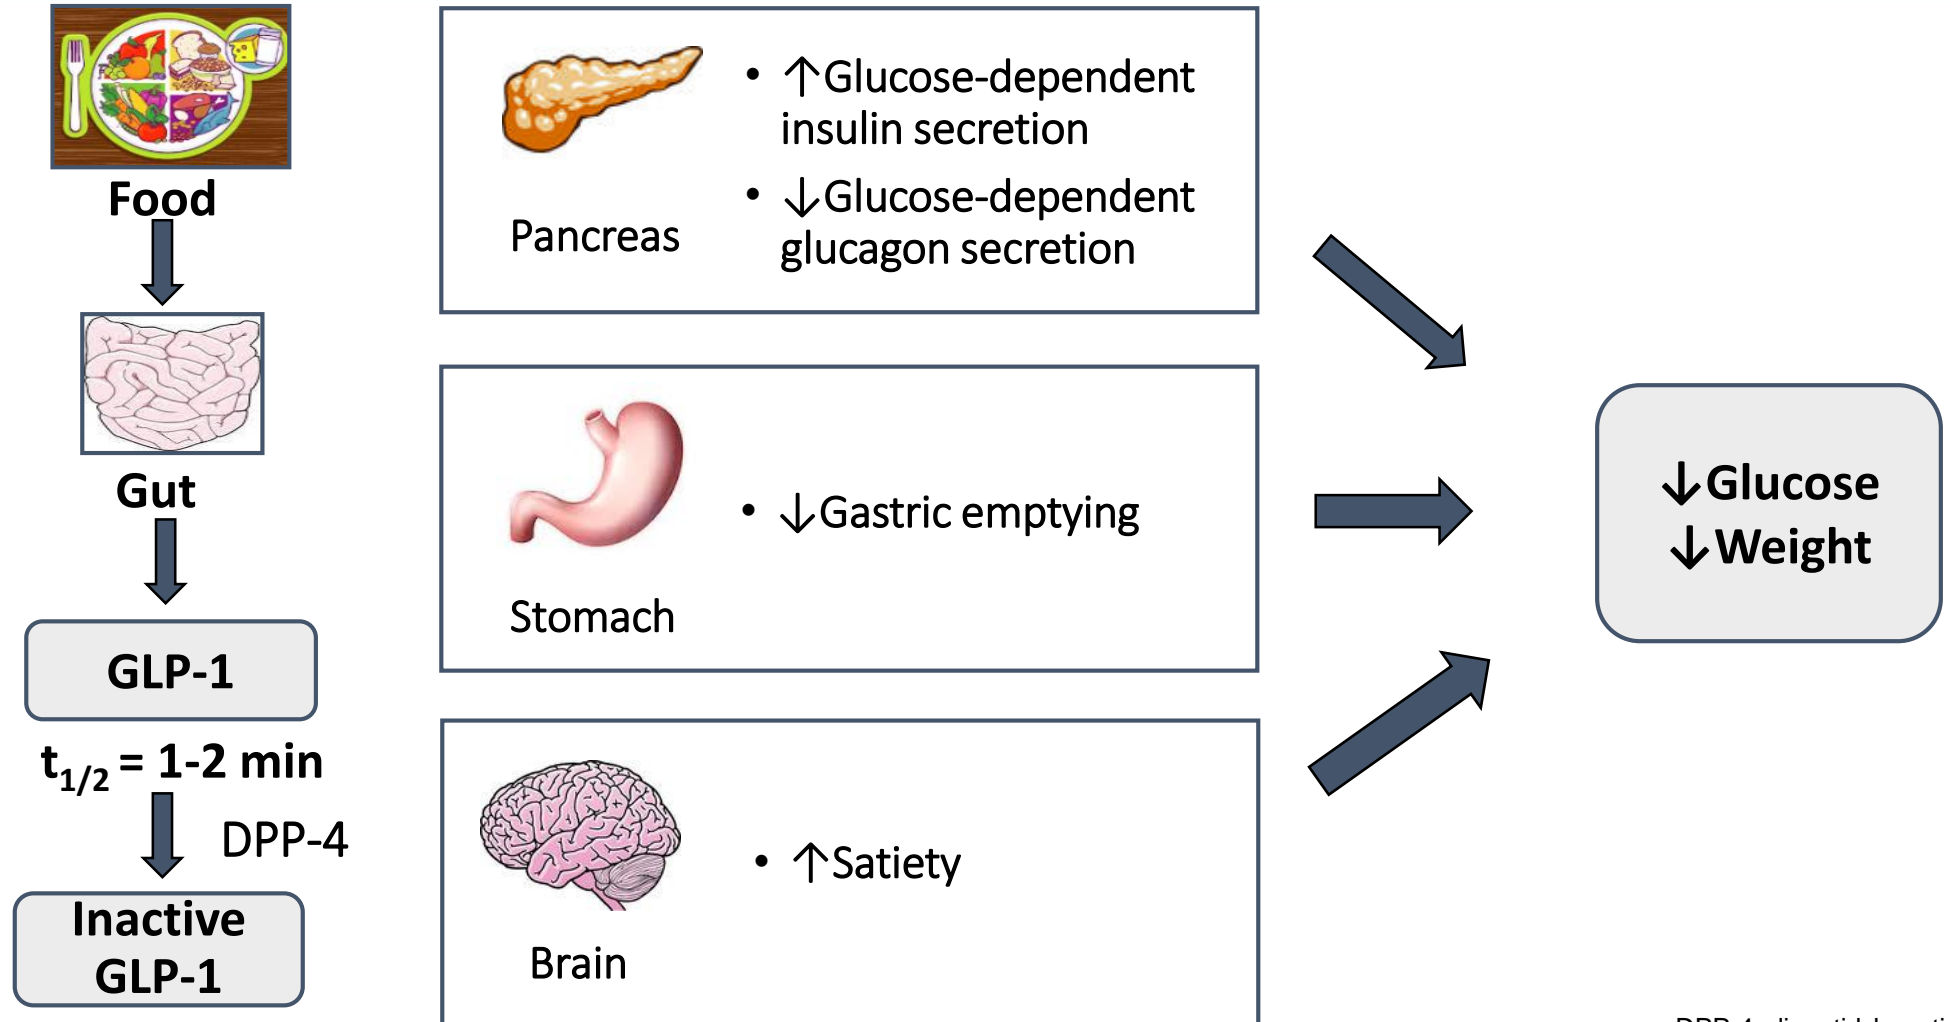 Food
Gut
GLP-1
t1/2 = 1-2 min
DPP-4
Inactive
GLP-1
Pancreas
• ↑Glucose-dependent
insulin secretion
• ↓Glucose-dependent
glucagon secretion
Stomach
• ↓Gastric emptying
Brain
• ↑Satiety
↓Glucose
↓Weight